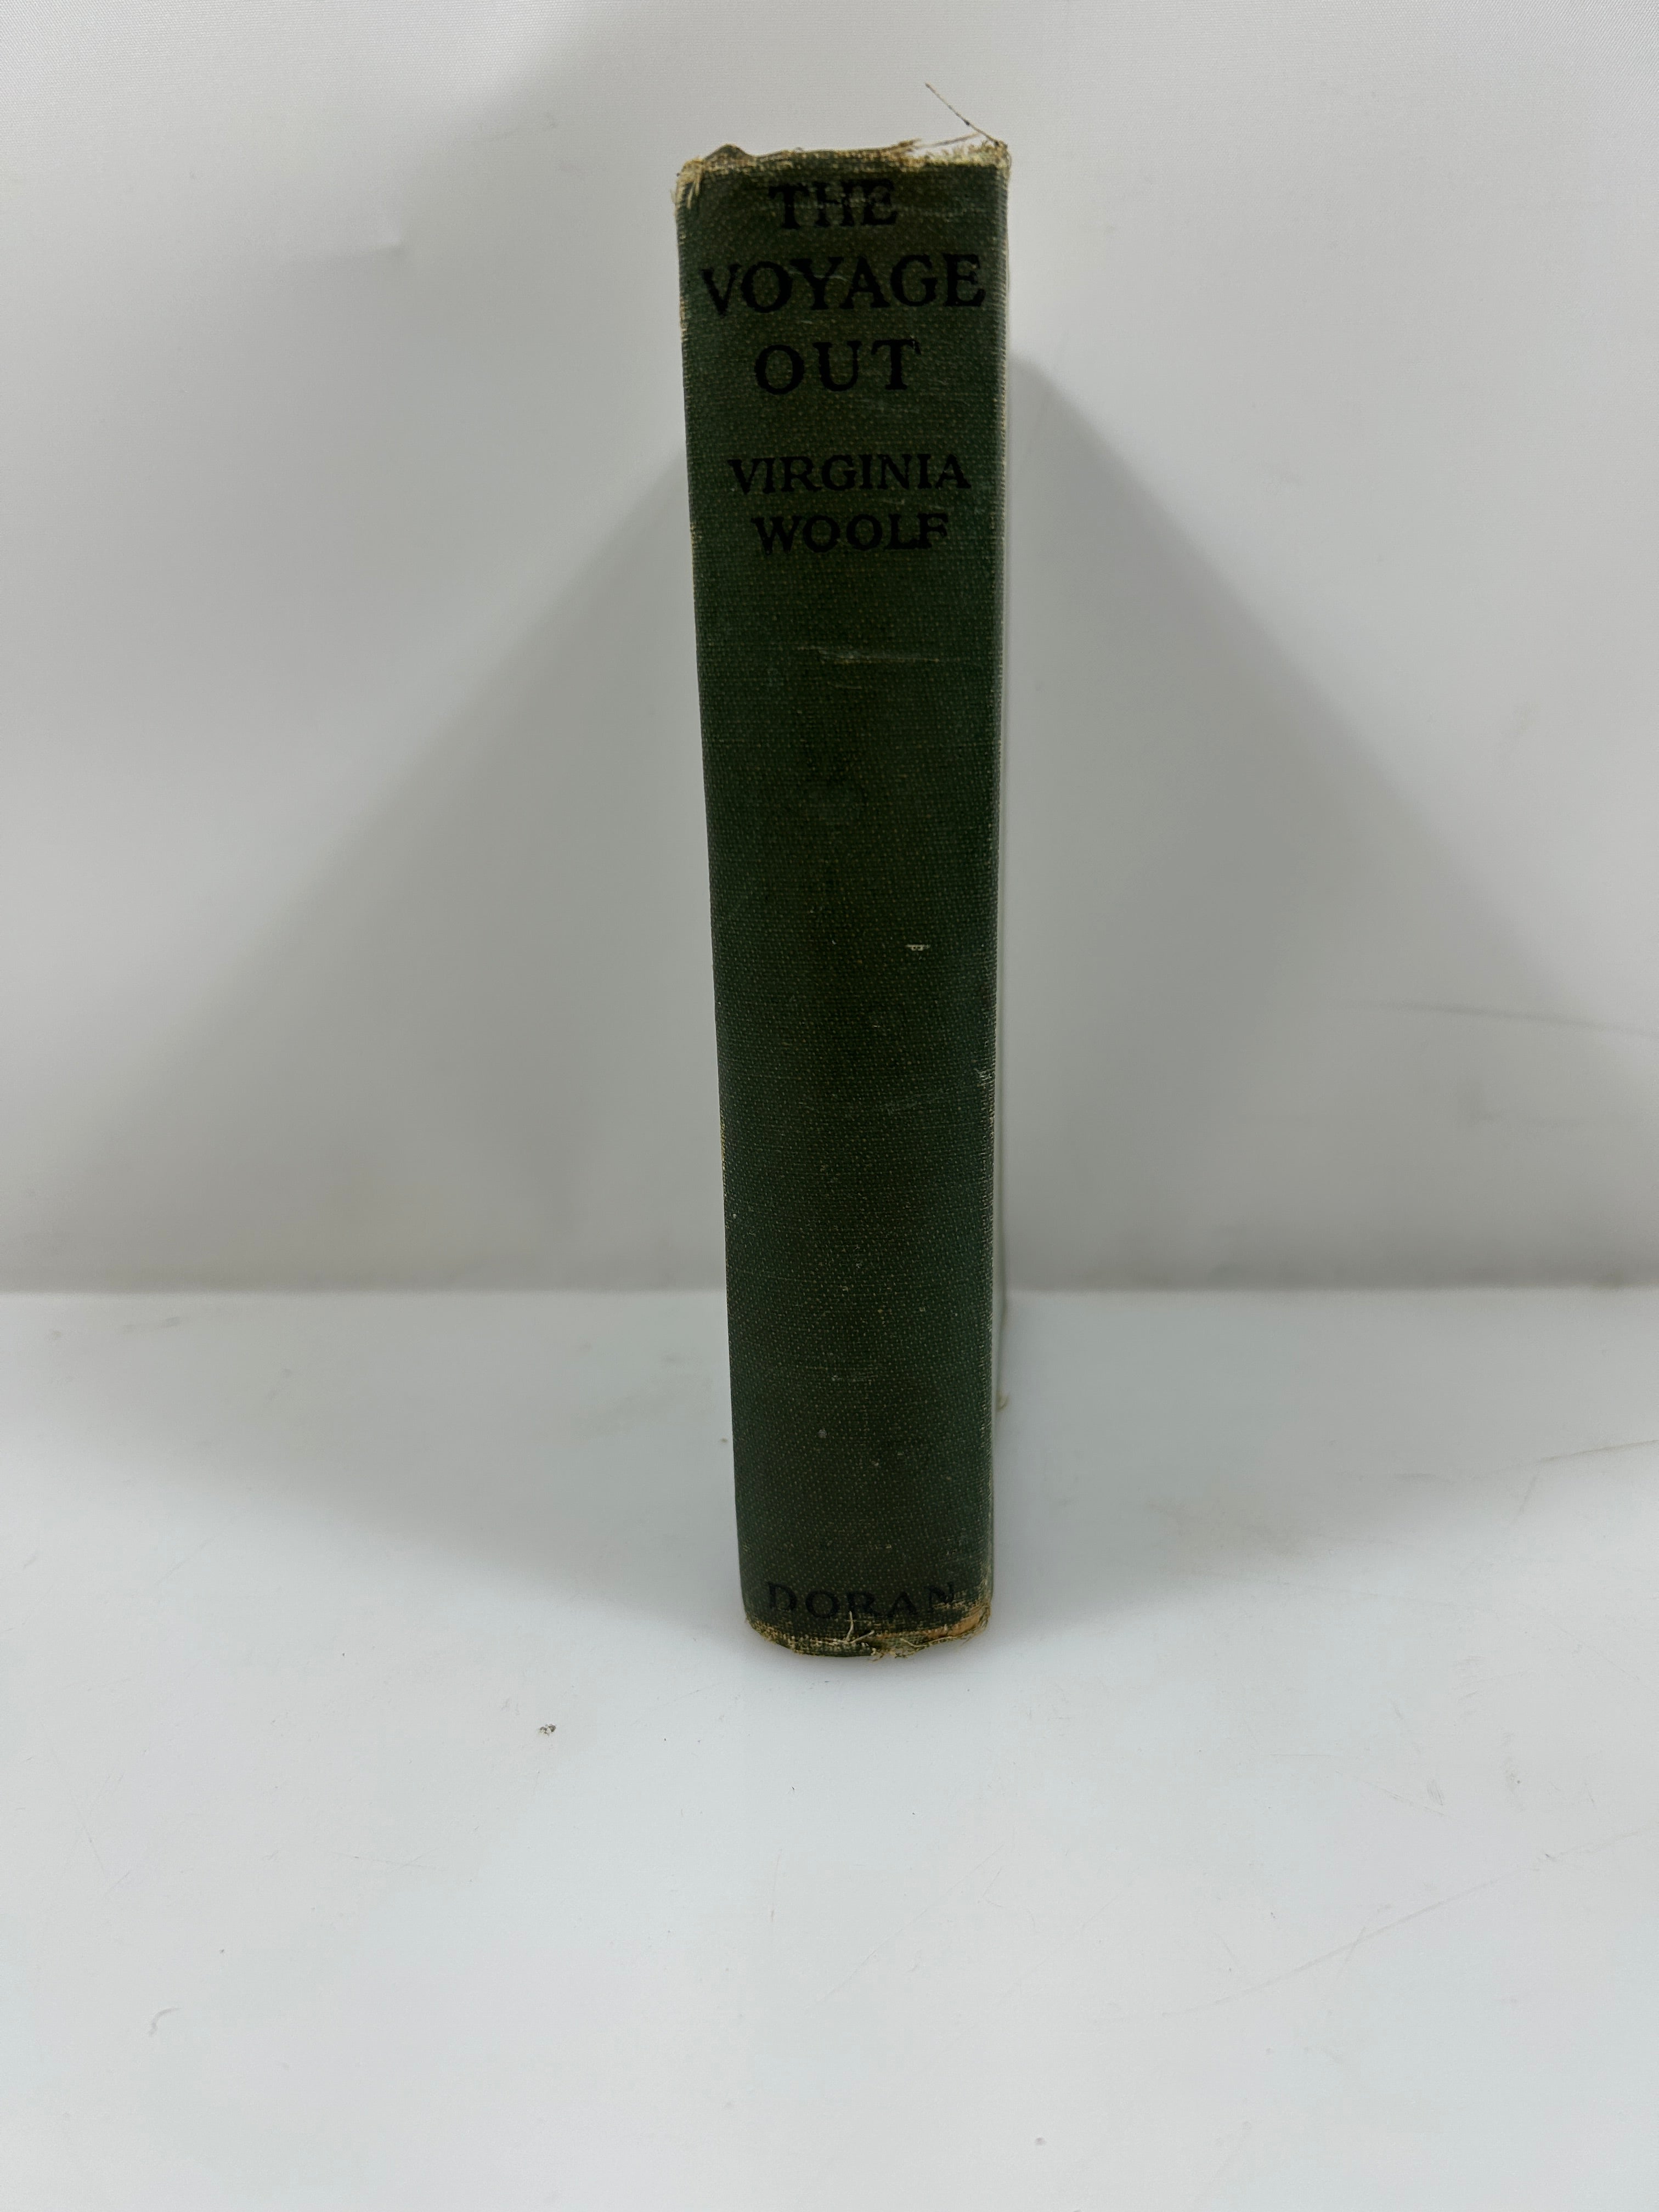 THE
VOYAGE
OUT
VIRGINIA
WOOLF
DORAN